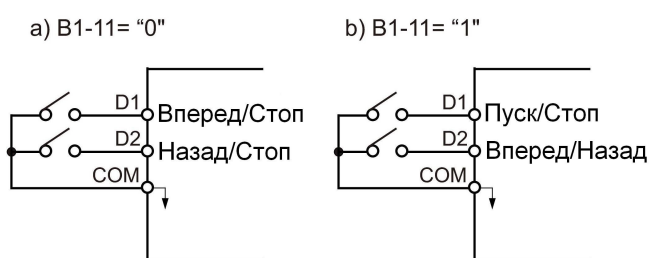 a) B1-11= “0"
D1 Вперед/Стоп
D2 Назад/Стоп
COM
b) B1-11= “1"
D1 Пуск/Стоп
D2 Вперед/Назад
COM